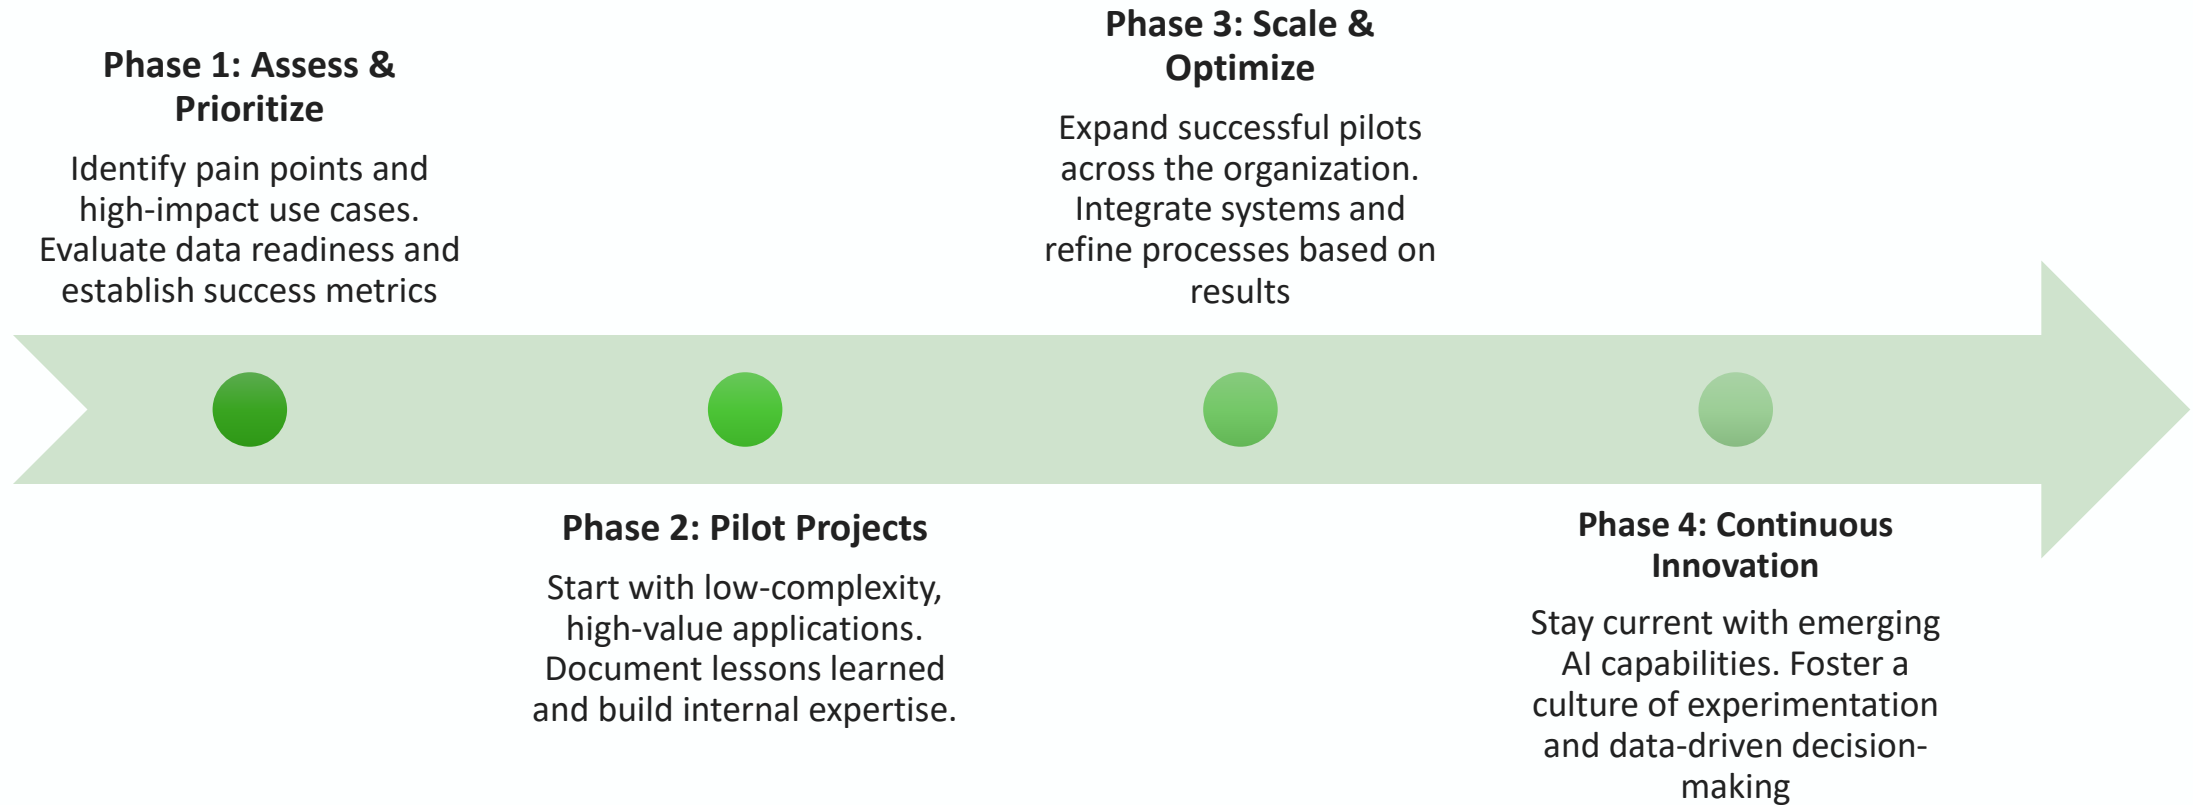 Phase 1: Assess &
Prioritize
Identify pain points and
high-impact use cases.
Evaluate data readiness and
establish success metrics
Phase 2: Pilot Projects
Start with low-complexity,
high-value applications.
Document lessons learned
and build internal expertise.
Phase 3: Scale &
Optimize
Expand successful pilots
across the organization.
Integrate systems and
refine processes based on
results
Phase 4: Continuous
Innovation
Stay current with emerging
AI capabilities. Foster a
culture of experimentation
and data-driven decision-
making